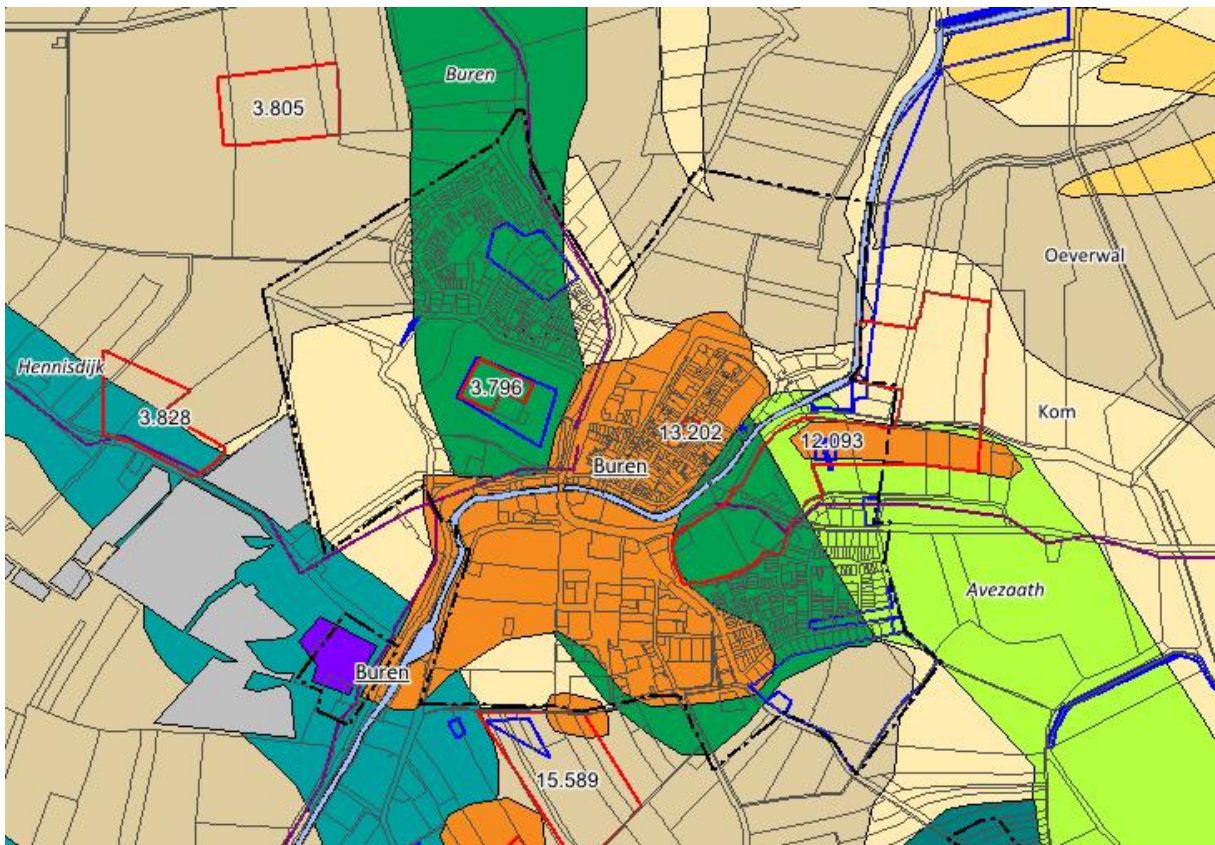 Buren
3.805
Oeverwal
Hennisdijk
3.828
3.796
13.202
12.093
Kom
Buren
Avezaath
Buren
15.589